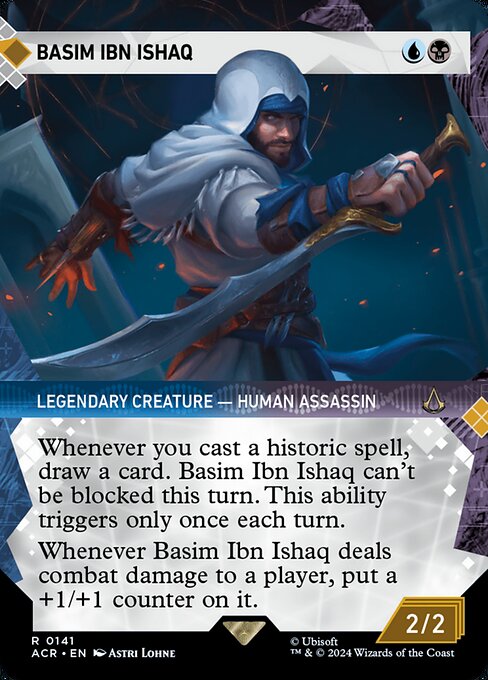 BASIM IBN ISHAQ
LEGENDARY CREATURE — HUMAN ASSASSIN
Whenever you cast a historic spell,
draw a card. Basim Ibn Ishaq can't
be blocked this turn. This ability
triggers only once each turn.
Whenever Basim Ibn Ishaq deals
combat damage to a player, put a
+1/+1 counter on it.
2/2
R 0141
ACR • EN ASTRI LOHNE
© Ubisoft
™ & © 2024 Wizards of the Coast